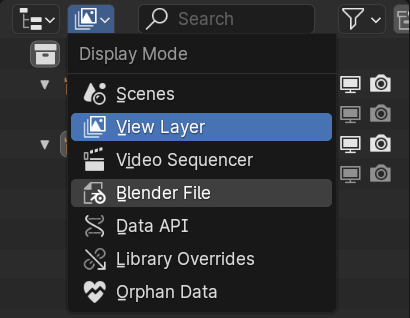 Search
Display Mode
Scenes
View Layer
Video Sequencer
Blender File
Data API
Library Overrides
Orphan Data